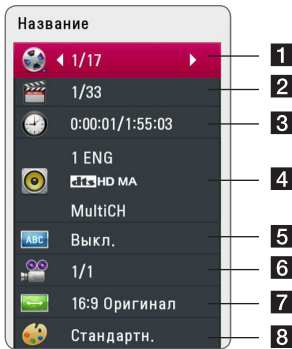 Название
1/17 1
1/33 2
0:00:01/1:55:03 3
1 ENG
dts HD MA 4
MultiCH
ABC Выкл. 5
1/1 6
16:9 Оригинал 7
Стандартн. 8